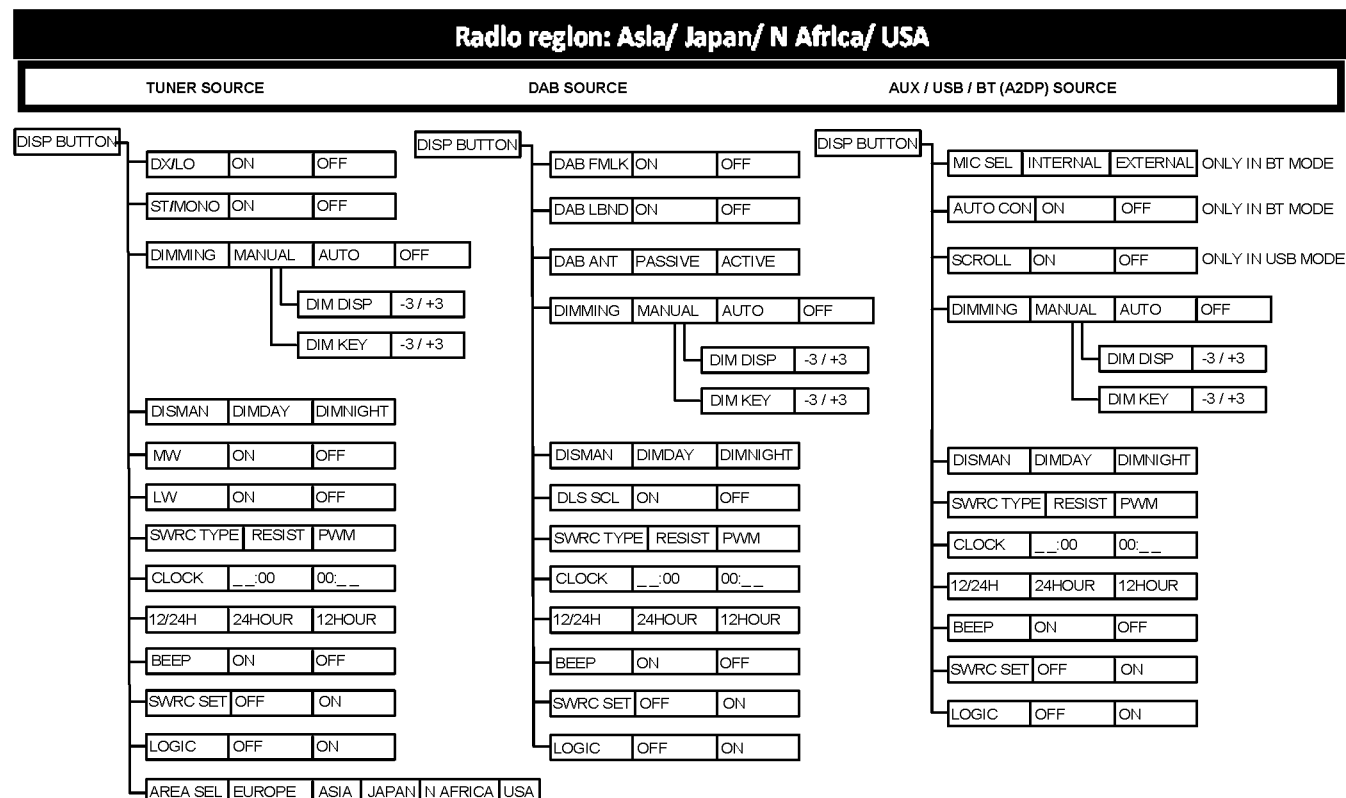 Radio region: Asia/ Japan/ N Africa/ USA
TUNER SOURCE DAB SOURCE AUX / USB / BT (A2DP) SOURCE
DISP BUTTON
DX/LO ON OFF
ST/MONO ON OFF
DIMMING MANUAL AUTO OFF
DIM DISP -3 / +3
DIM KEY -3 / +3
DISMAN DIMDAY DIMNIGHT
MW ON OFF
LW ON OFF
SWRC TYPE RESIST PWM
CLOCK _ _:00 00:_ _
12/24H 24HOUR 12HOUR
BEEP ON OFF
SWRC SET OFF ON
LOGIC OFF ON
AREA SEL EUROPE ASIA JAPAN N AFRICA USA
DISP BUTTON
DAB FMLK ON OFF
DAB LBND ON OFF
DAB ANT PASSIVE ACTIVE
DIMMING MANUAL AUTO OFF
DIM DISP -3 / +3
DIM KEY -3 / +3
DISMAN DIMDAY DIMNIGHT
DLS SCL ON OFF
SWRC TYPE RESIST PWM
CLOCK _ _:00 00:_ _
12/24H 24HOUR 12HOUR
BEEP ON OFF
SWRC SET OFF ON
LOGIC OFF ON
DISP BUTTON
MIC SEL INTERNAL EXTERNAL ONLY IN BT MODE
AUTO CON ON OFF ONLY IN BT MODE
SCROLL ON OFF ONLY IN USB MODE
DIMMING MANUAL AUTO OFF
DIM DISP -3 / +3
DIM KEY -3 / +3
DISMAN DIMDAY DIMNIGHT
SWRC TYPE RESIST PWM
CLOCK _ _:00 00:_ _
12/24H 24HOUR 12HOUR
BEEP ON OFF
SWRC SET OFF ON
LOGIC OFF ON